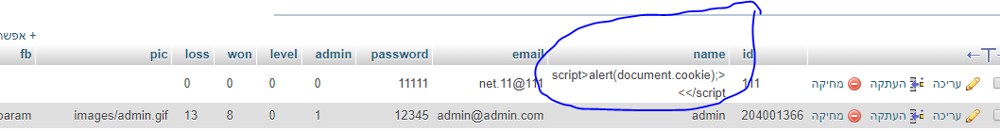 + אפשר
id name email password admin level won loss pic fb
עריכה העתקה מחיקה 111 script>alert(document.cookie);> net.11@111 11111 0 0 0 0
<</script
עריכה העתקה מחיקה 204001366 admin admin@admin.com 12345 1 0 8 13 images/admin.gif param